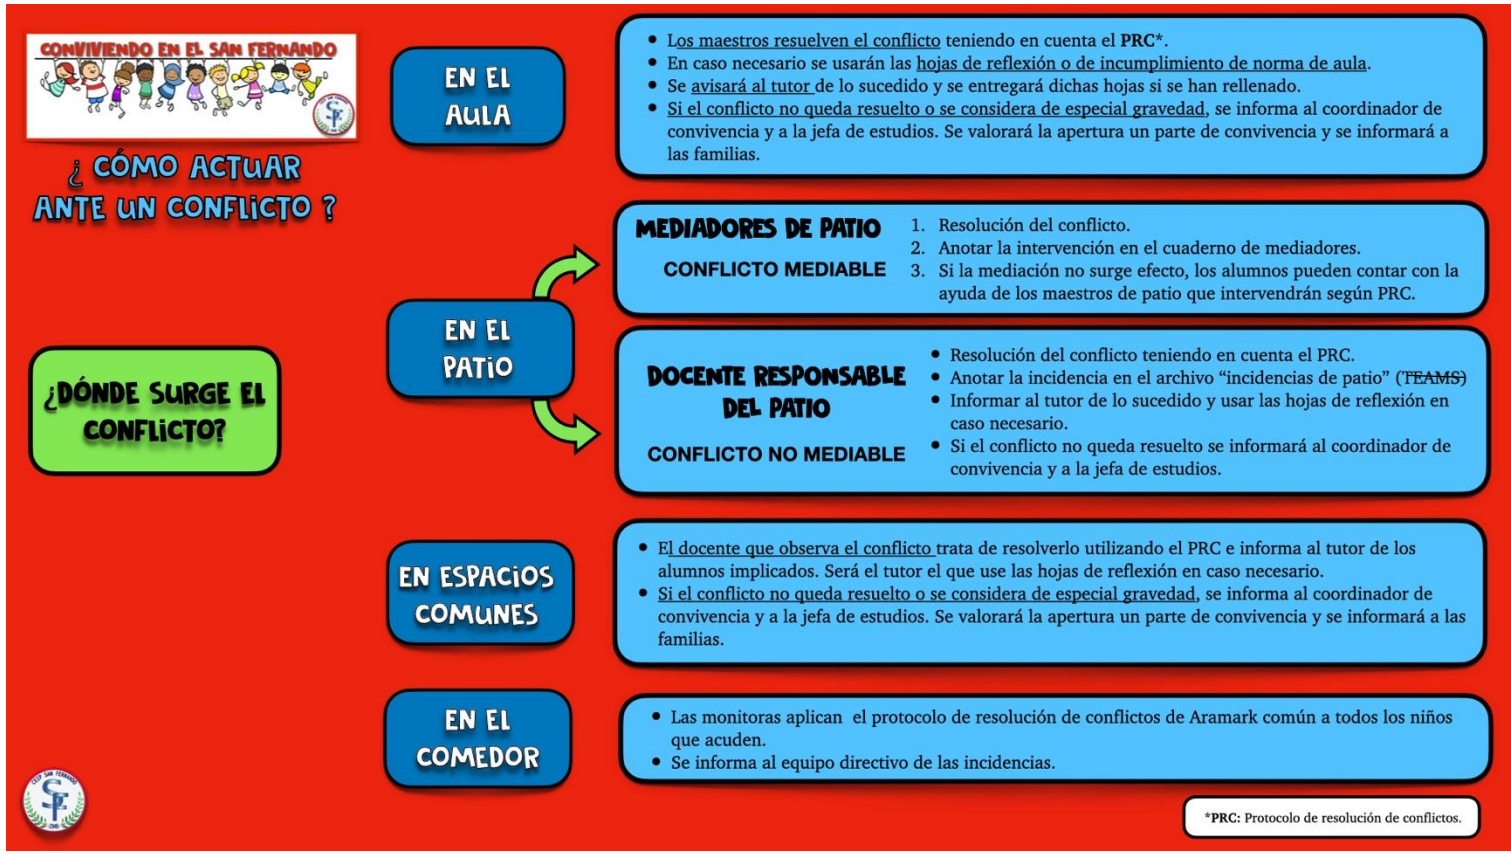 CONVIVIENDO EN EL SAN FERNANDO
¿ CÓMO ACTUAR
ANTE UN CONFLICTO ?
¿DÓNDE SURGE EL
CONFLICTO?
EN EL
AULA
• Los maestros resuelven el conflicto teniendo en cuenta el PRC*.
• En caso necesario se usarán las hojas de reflexión o de incumplimiento de norma de aula.
• Se avisará al tutor de lo sucedido y se entregará dichas hojas si se han rellenado.
• Si el conflicto no queda resuelto o se considera de especial gravedad, se informa al coordinador de
convivencia y a la jefa de estudios. Se valorará la apertura un parte de convivencia y se informará a
las familias.
EN EL
PATIO
MEDIADORES DE PATIO
CONFLICTO MEDIABLE
1. Resolución del conflicto.
2. Anotar la intervención en el cuaderno de mediadores.
3. Si la mediación no surge efecto, los alumnos pueden contar con la
ayuda de los maestros de patio que intervendrán según PRC.
DOCENTE RESPONSABLE
DEL PATIO
CONFLICTO NO MEDIABLE
• Resolución del conflicto teniendo en cuenta el PRC.
• Anotar la incidencia en el archivo “incidencias de patio” (TEAMS)
• Informar al tutor de lo sucedido y usar las hojas de reflexión en
caso necesario.
• Si el conflicto no queda resuelto se informará al coordinador de
convivencia y a la jefa de estudios.
EN ESPACIOS
COMUNES
• El docente que observa el conflicto trata de resolverlo utilizando el PRC e informa al tutor de los
alumnos implicados. Será el tutor el que use las hojas de reflexión en caso necesario.
• Si el conflicto no queda resuelto o se considera de especial gravedad, se informa al coordinador de
convivencia y a la jefa de estudios. Se valorará la apertura un parte de convivencia y se informará a las
familias.
EN EL
COMEDOR
• Las monitoras aplican el protocolo de resolución de conflictos de Aramark común a todos los niños
que acuden.
• Se informa al equipo directivo de las incidencias.
CEIP SAN FERNANDO
SF
*PRC: Protocolo de resolución de conflictos.